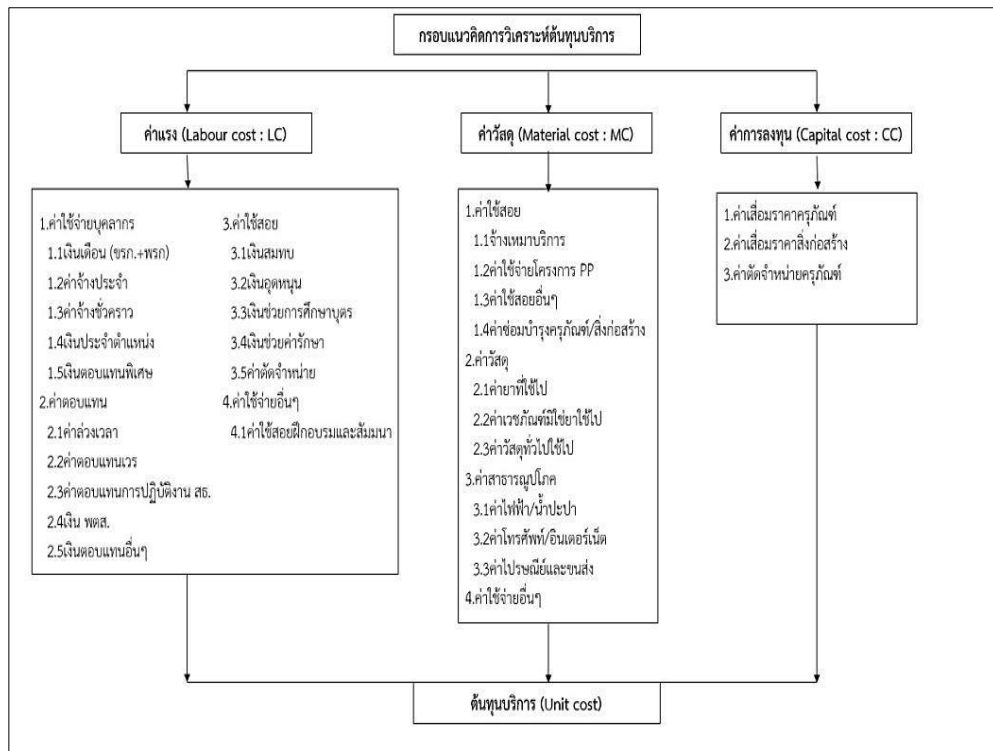 กรอบแนวคิดการวิเคราะห์ต้นทุนบริการ
ค่าแรง (Labour cost : LC)
1.ค่าใช้จ่ายบุคลากร
1.1เงินเดือน (ขรก.+พรก)
1.2ค่าจ้างประจำ
1.3ค่าจ้างชั่วคราว
1.4เงินประจำตำแหน่ง
1.5เงินตอบแทนพิเศษ
2.ค่าตอบแทน
2.1ค่าล่วงเวลา
2.2ค่าตอบแทนเวร
2.3ค่าตอบแทนการปฏิบัติงาน สธ.
2.4เงิน พตส.
2.5เงินตอบแทนอื่นๆ
3.ค่าใช้สอย
3.1เงินสมทบ
3.2เงินอุดหนุน
3.3เงินช่วยการศึกษาบุตร
3.4เงินช่วยค่ารักษา
3.5ค่าตัดจำหน่าย
4.ค่าใช้จ่ายอื่นๆ
4.1ค่าใช้สอยฝึกอบรมและสัมมนา
ค่าวัสดุ (Material cost : MC)
1.ค่าใช้สอย
1.1จ้างเหมาบริการ
1.2ค่าใช้จ่ายโครงการ PP
1.3ค่าใช้สอยอื่นๆ
1.4ค่าซ่อมบำรุงครุภัณฑ์/สิ่งก่อสร้าง
2.ค่าวัสดุ
2.1ค่ายาที่ใช้ไป
2.2ค่าเวชภัณฑ์มิใช่ยาใช้ไป
2.3ค่าวัสดุทั่วไปใช้ไป
3.ค่าสาธารณูปโภค
3.1ค่าไฟฟ้า/น้ำปะปา
3.2ค่าโทรศัพท์/อินเตอร์เน็ต
3.3ค่าไปรษณีย์และขนส่ง
4.ค่าใช้จ่ายอื่นๆ
ค่าการลงทุน (Capital cost : CC)
1.ค่าเสื่อมราคาครุภัณฑ์
2.ค่าเสื่อมราคาสิ่งก่อสร้าง
3.ค่าตัดจำหน่ายครุภัณฑ์
ต้นทุนบริการ (Unit cost)